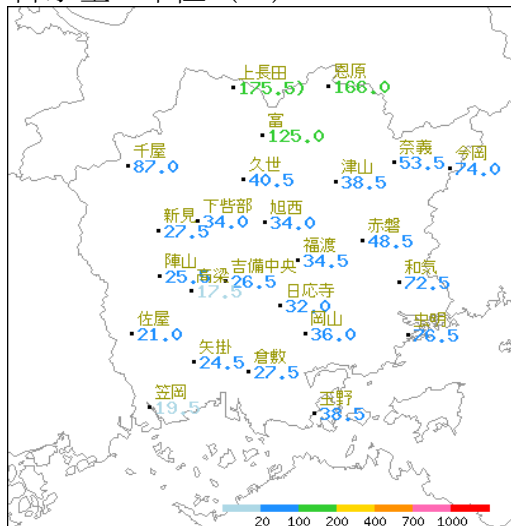 上長田
175.5)
恩原
166.0
富
125.0
千屋
87.0
久世
40.5
津山
38.5
奈義
53.5
今岡
74.0
下呰部
34.0
旭西
34.0
新見
27.5
赤磐
48.5
福渡
34.5
陣山
25.5
高梁
17.5
吉備中央
26.5
和気
72.5
日応寺
32.0
佐屋
21.0
岡山
36.0
虫明
76.5
矢掛
24.5
倉敷
27.5
笠岡
19.5
玉野
38.5
20 100 200 400 700 1000